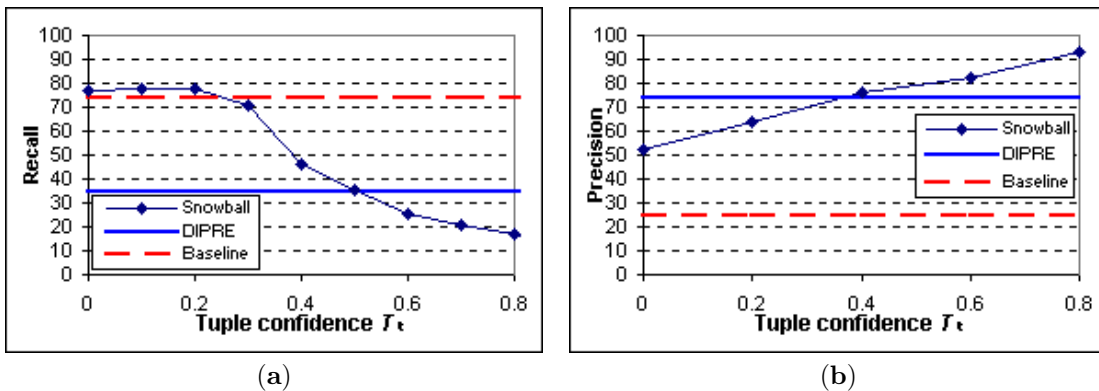 100
90
80
70
60
50
40
30
20
10
0
Recall
Snowball
DIPRE
Baseline
0 0.2 0.4 0.6 0.8
Tuple confidence Tt
(a)
100
90
80
70
60
50
40
30
20
10
0
Precision
Snowball
DIPRE
Baseline
0 0.2 0.4 0.6 0.8
Tuple confidence Tt
(b)